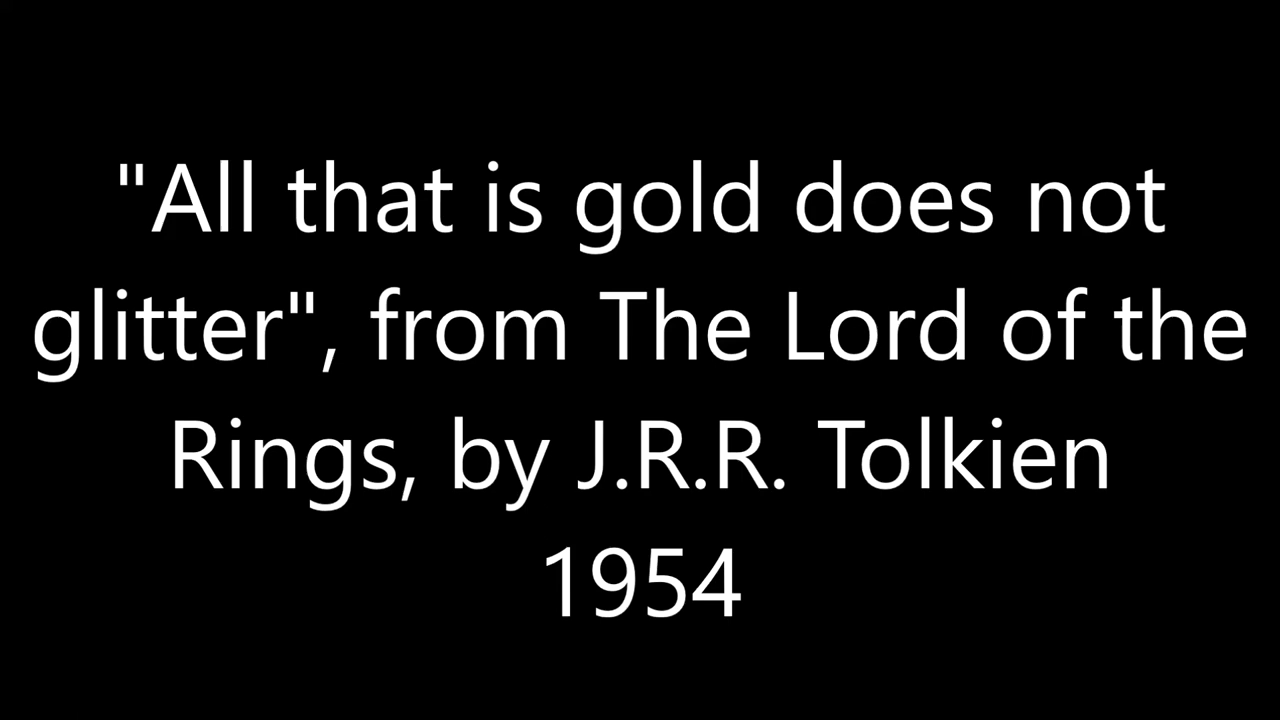 "All that is gold does not
glitter", from The Lord of the
Rings, by J.R.R. Tolkien
1954